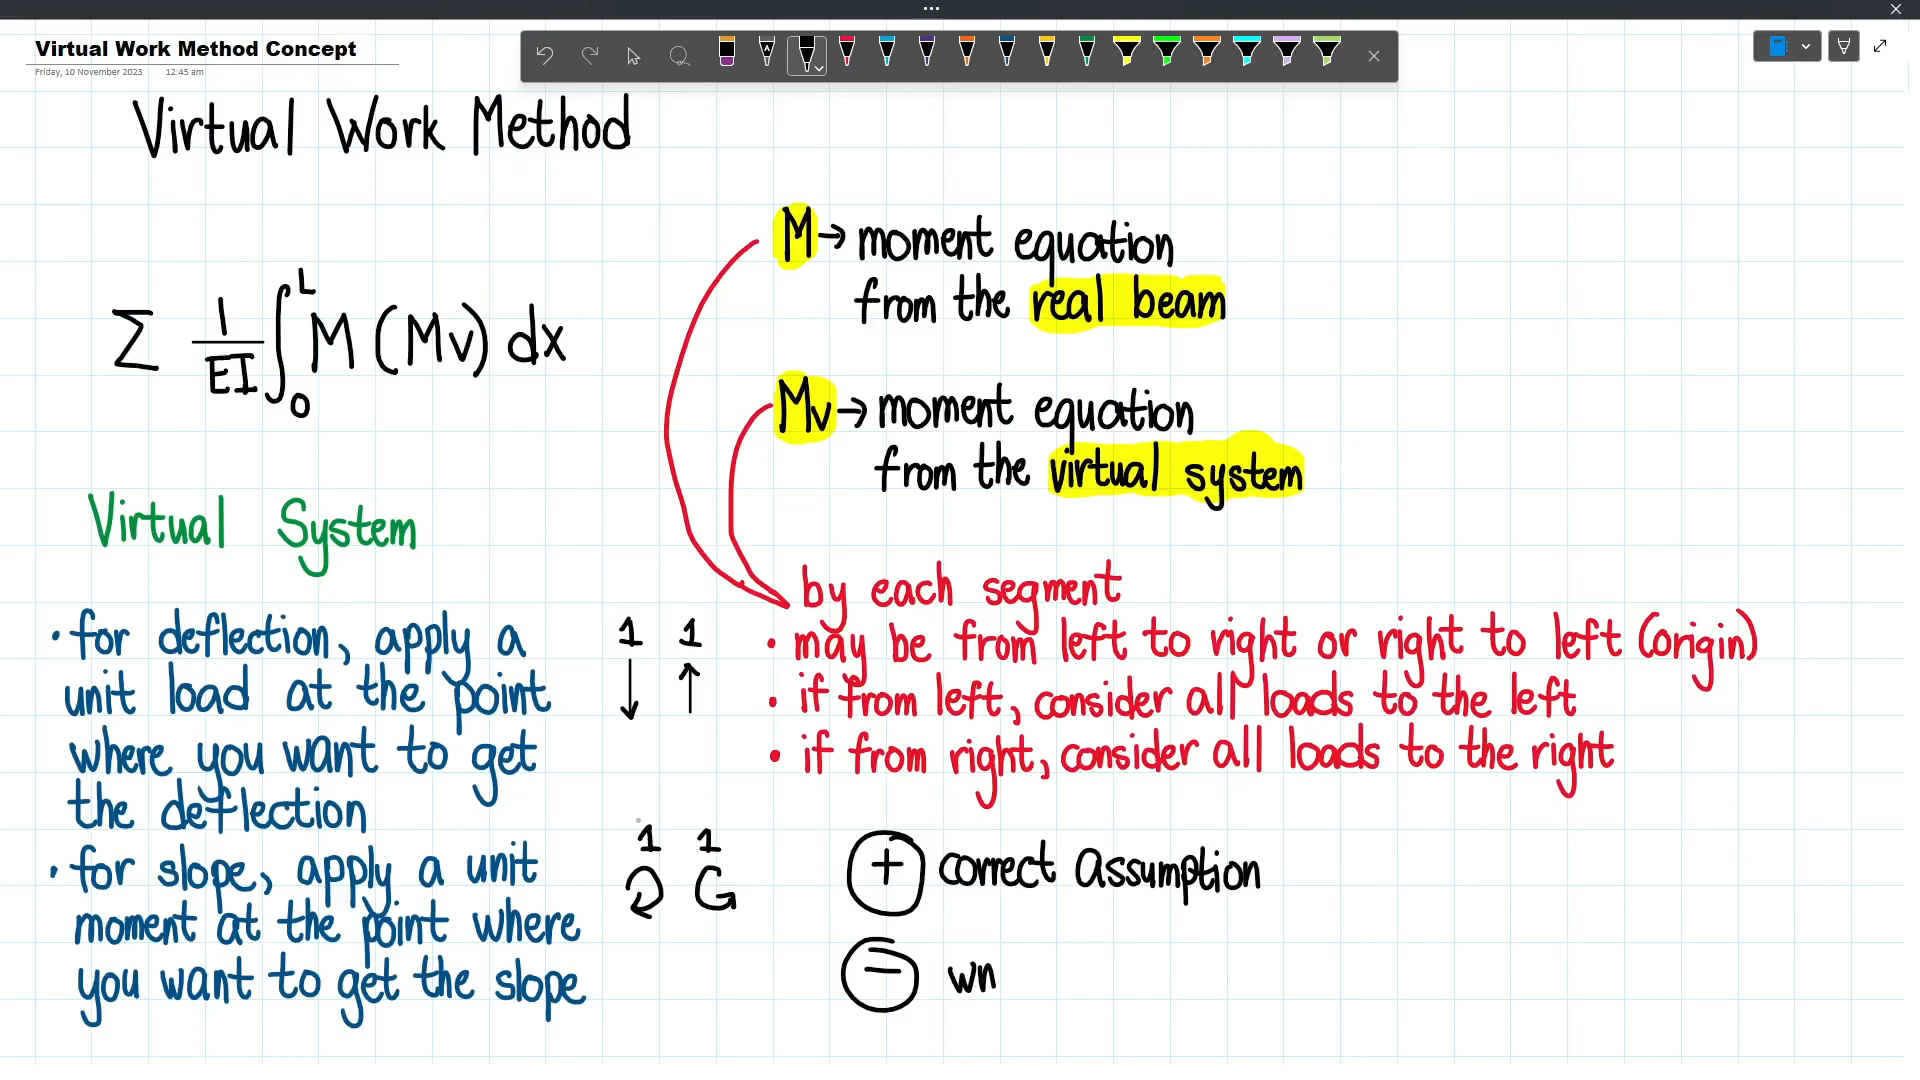 Virtual Work Method Concept
Friday, 10 November 2023 12:45 am
Virtual Work Method
Σ 1/EI ∫₀ᴸ M (Mv) dx
M → moment equation
from the real beam
Mv → moment equation
from the virtual system
by each segment
• may be from left to right or right to left (origin)
• if from left, consider all loads to the left
• if from right, consider all loads to the right
Virtual System
• for deflection, apply a
unit load at the point
where you want to get
the deflection
1 1
↓ ↑
• for slope, apply a unit
moment at the point where
you want to get the slope
1 1
+ correct Assumption
− wn